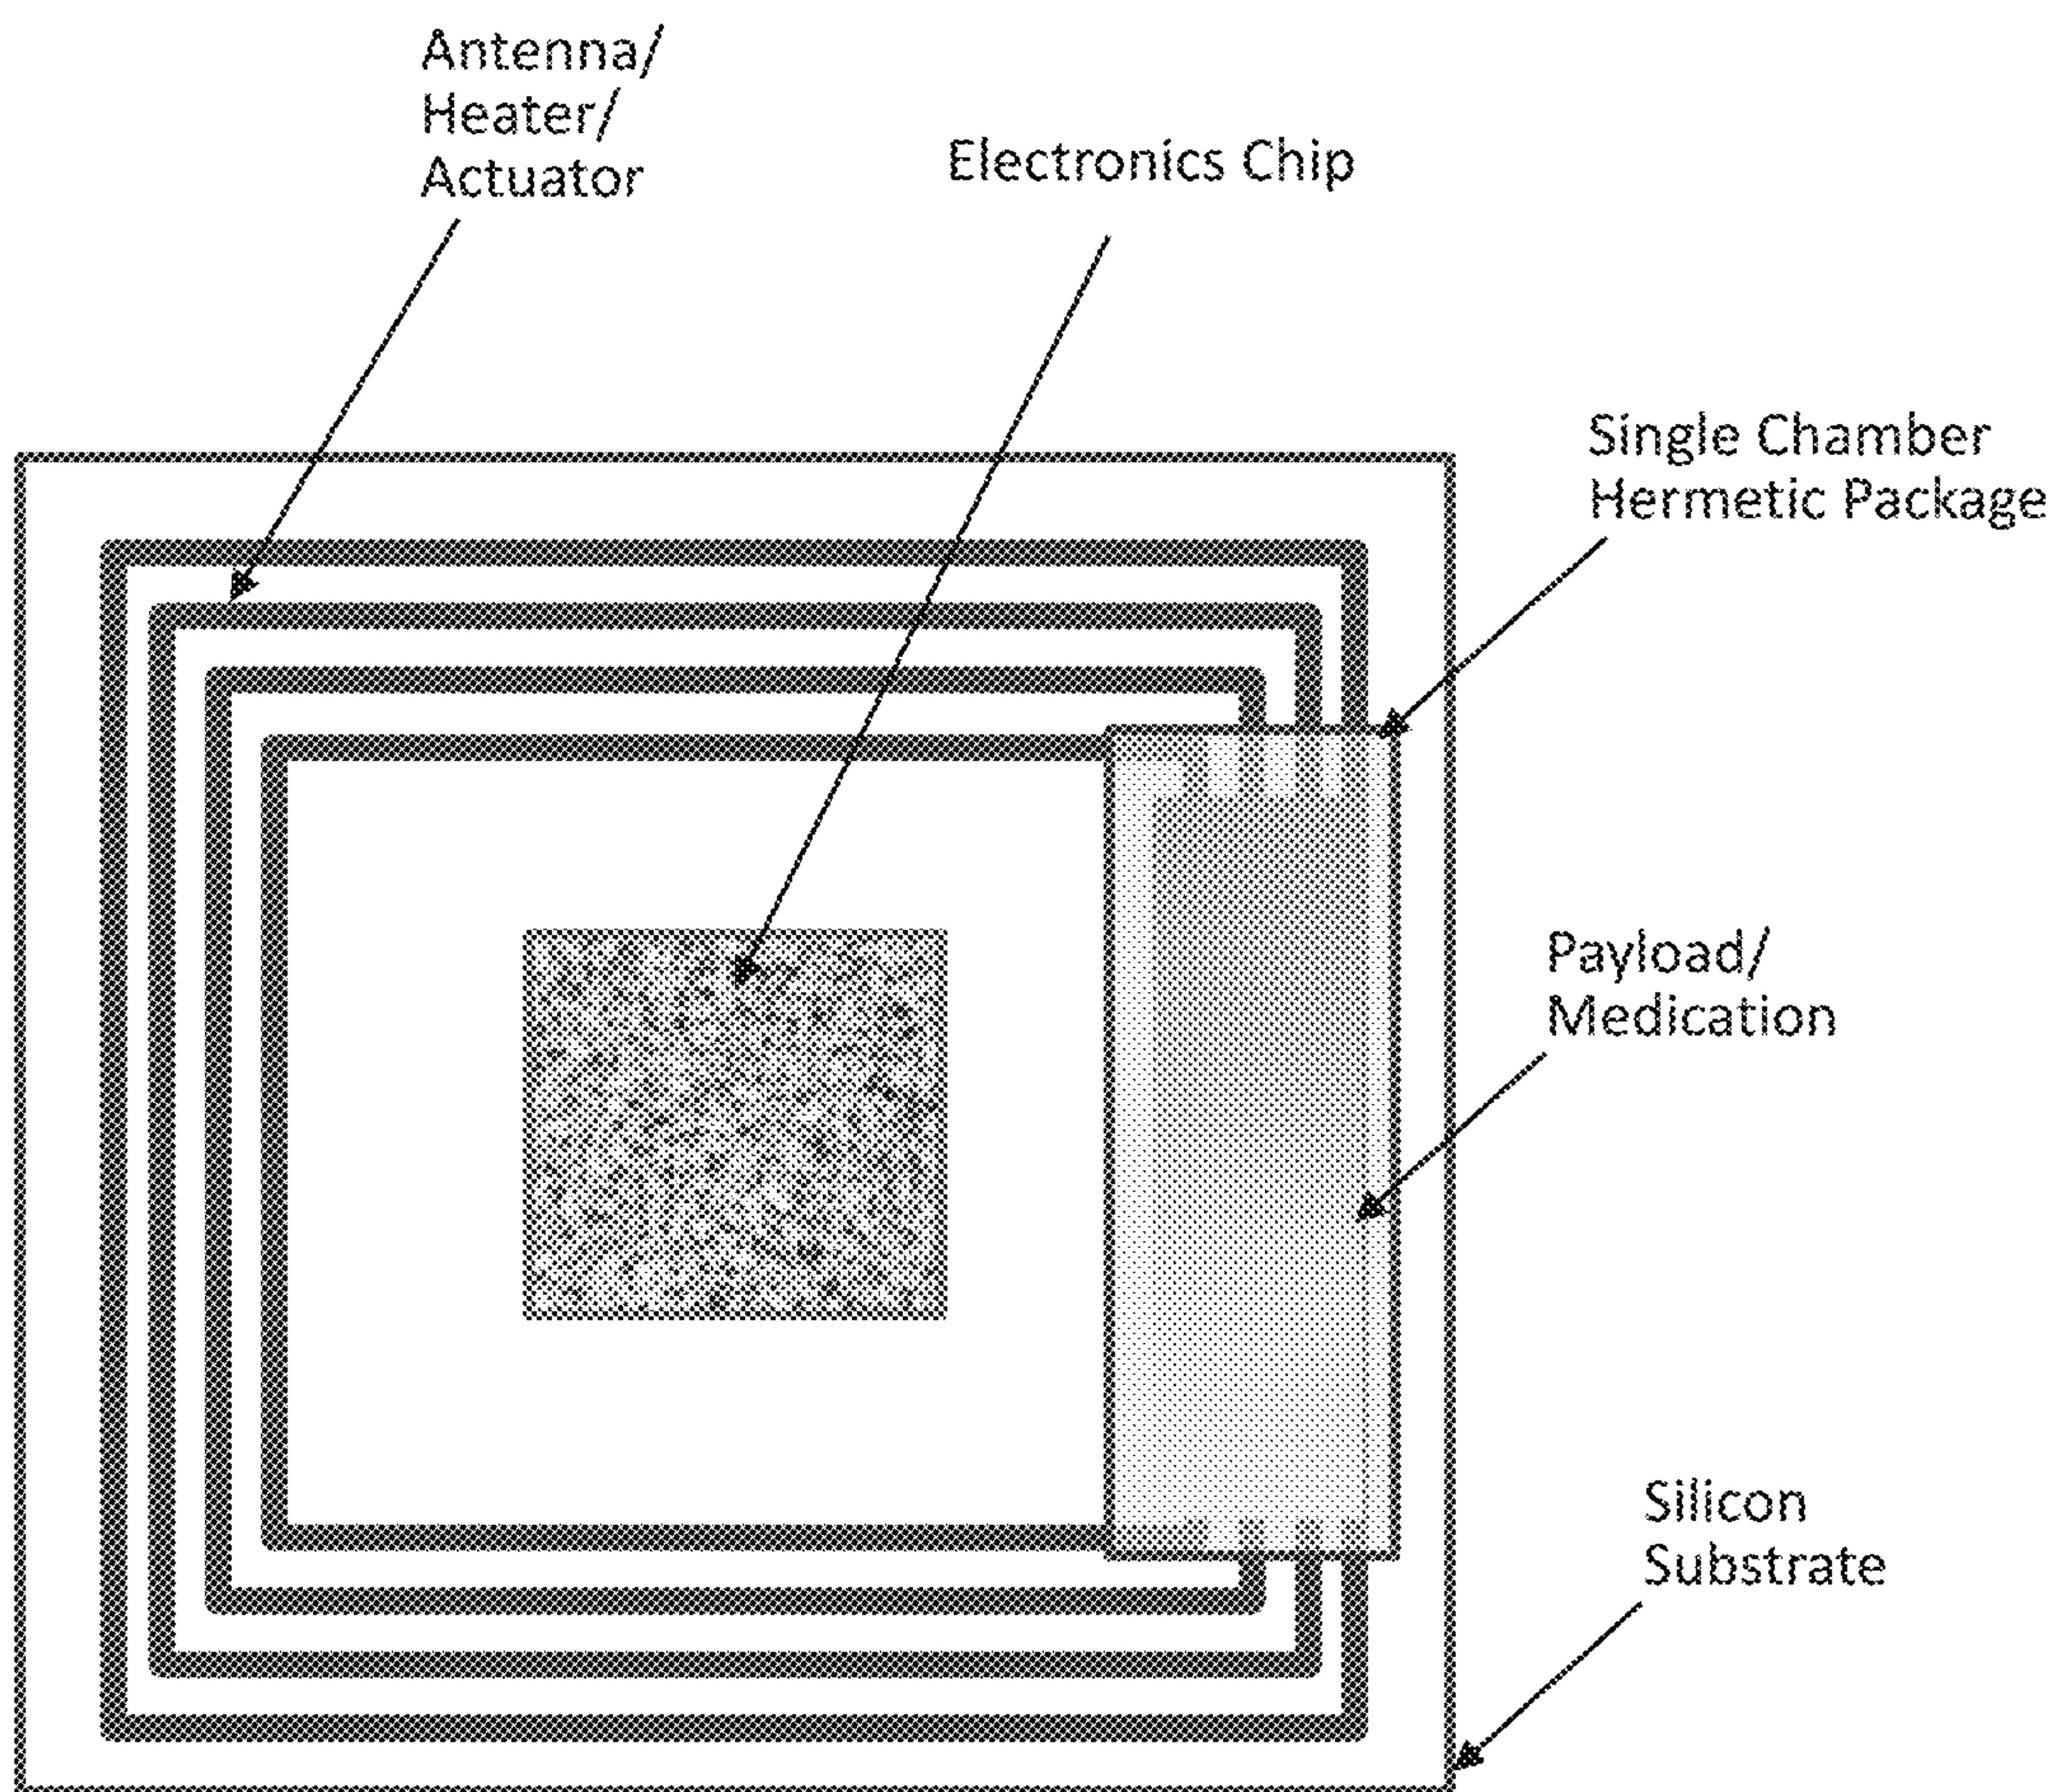 Antenna/
Heater/
Actuator
Electronics Chip
Single Chamber
Hermetic Package
Payload/
Medication
Silicon
Substrate